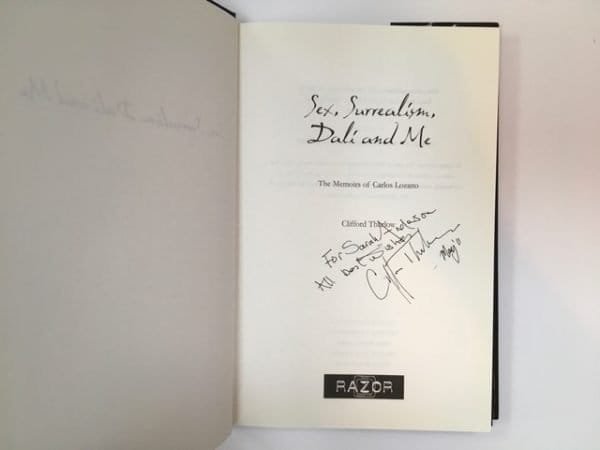 Sex, Surrealism,
Dali and Me
The Memoirs of Carlos Lozano
Clifford Thurlow
For Sarah
All best wishes
RAZOR